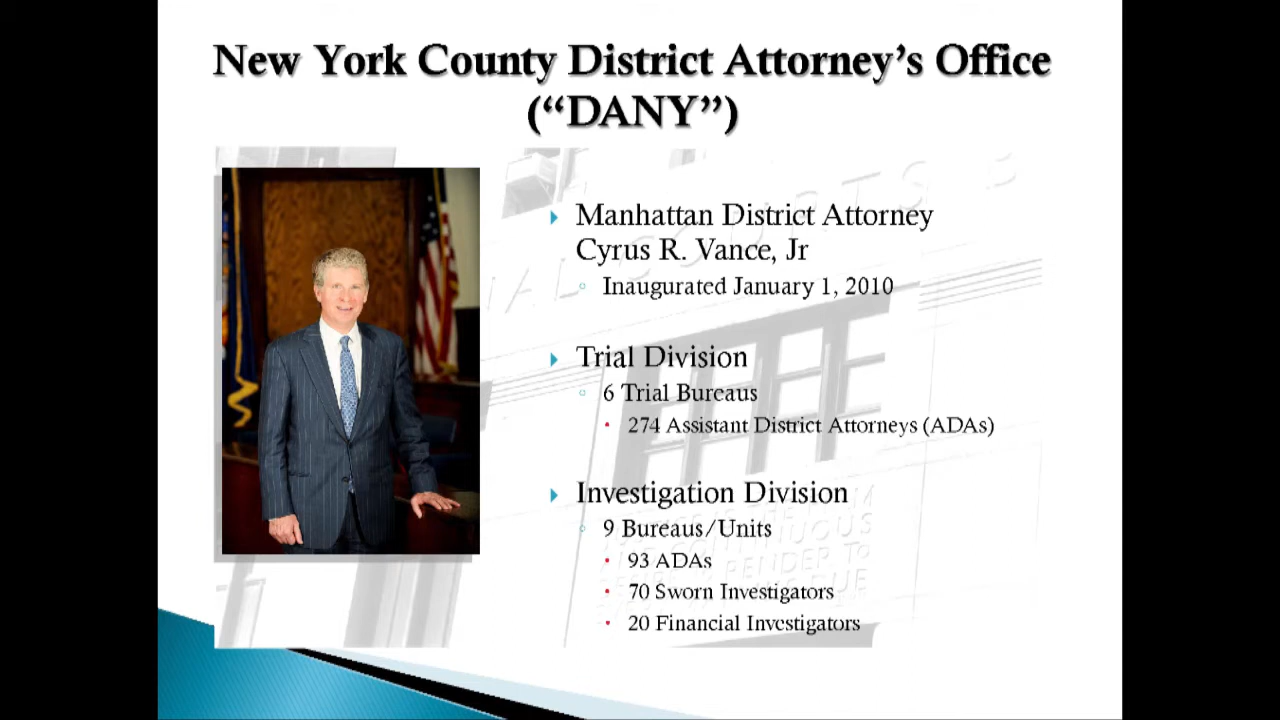 New York County District Attorney's Office
("DANY")
Manhattan District Attorney
Cyrus R. Vance, Jr
Inaugurated January 1, 2010
Trial Division
6 Trial Bureaus
274 Assistant District Attorneys (ADAs)
Investigation Division
9 Bureaus/Units
93 ADAs
70 Sworn Investigators
20 Financial Investigators